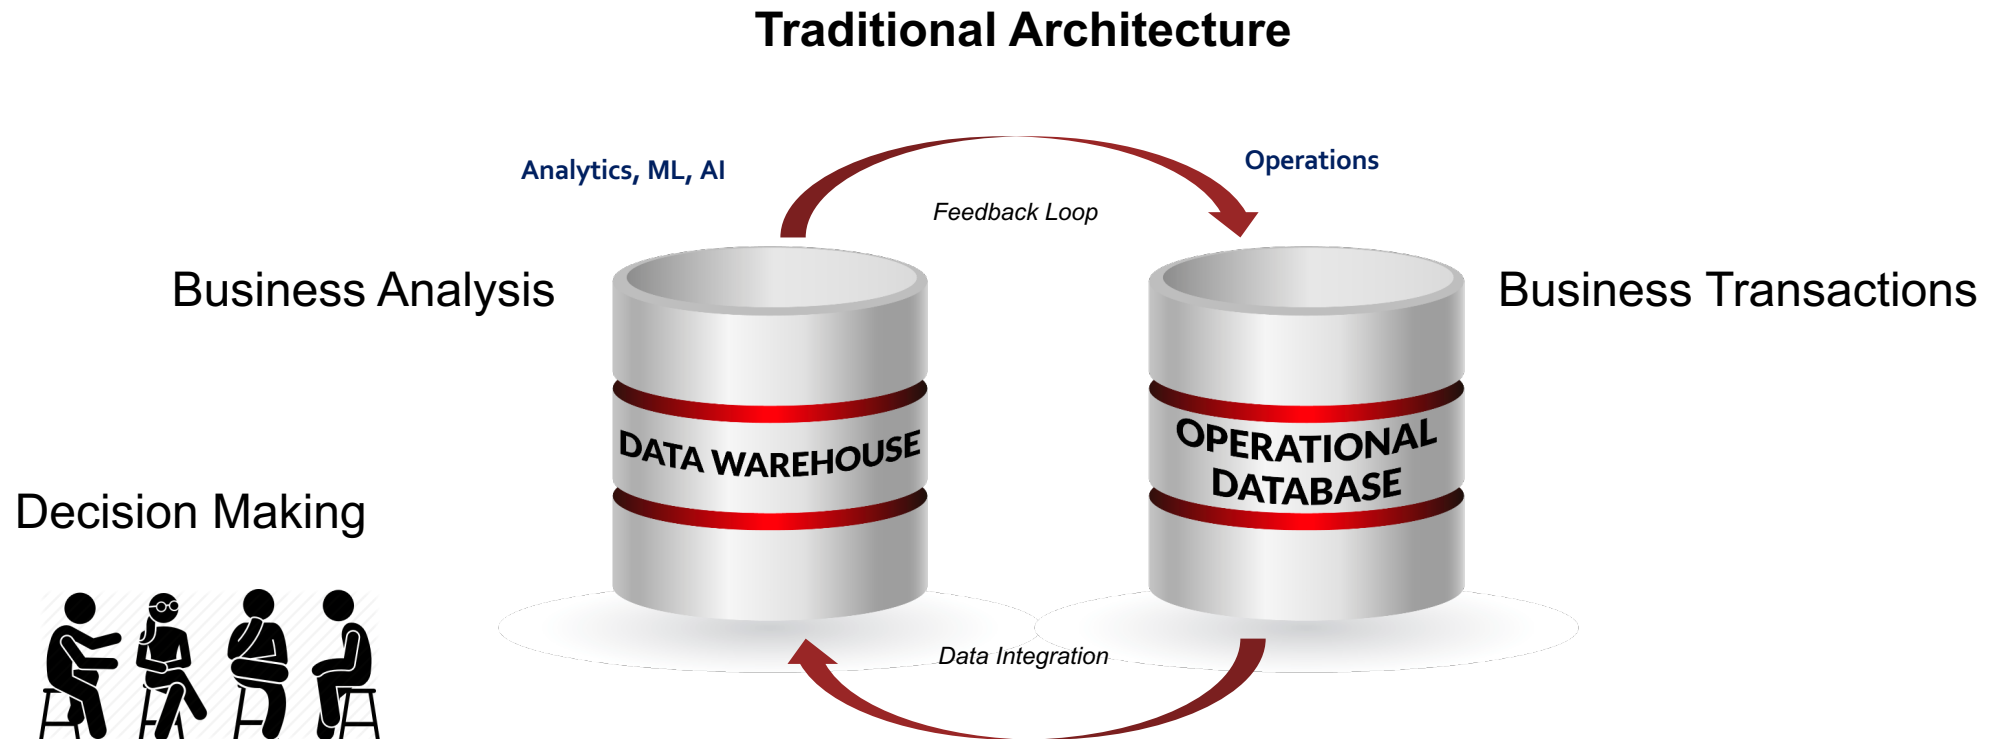 Traditional Architecture
Analytics, ML, AI
Operations
Feedback Loop
Business Analysis
Business Transactions
DATA WAREHOUSE
OPERATIONAL
DATABASE
Decision Making
Data Integration